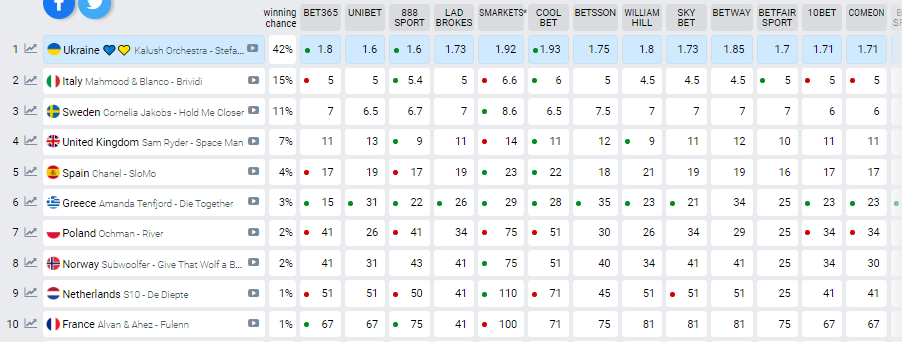 winning chance BET365 UNIBET 888 SPORT LAD BROKES SMARKETS* COOL BET BETSSON WILLIAM HILL SKY BET BETWAY BETFAIR SPORT 10BET COMEON
1 Ukraine Kalush Orchestra - Stefa... 42% 1.8 1.6 1.6 1.73 1.92 1.93 1.75 1.8 1.73 1.85 1.7 1.71 1.71
2 Italy Mahmood & Blanco - Brividi 15% 5 5 5.4 5 6.6 6 5 4.5 4.5 4.5 5 5 5
3 Sweden Cornelia Jakobs - Hold Me Closer 11% 7 6.5 6.7 7 8.6 6.5 7.5 7 7 7 7 6 6
4 United Kingdom Sam Ryder - Space Man 7% 11 13 9 11 14 11 12 9 11 12 10 11 11
5 Spain Chanel - SloMo 4% 17 19 17 19 23 22 18 21 19 19 16 17 17
6 Greece Amanda Tenfjord - Die Together 3% 15 31 22 26 29 28 35 23 21 34 25 23 23
7 Poland Ochman - River 2% 41 26 41 34 75 51 30 26 34 29 25 34 34
8 Norway Subwoolfer - Give That Wolf a B... 2% 41 31 43 41 75 51 40 34 41 41 25 34 30
9 Netherlands S10 - De Diepte 1% 51 51 50 41 110 71 45 51 51 51 25 41 41
10 France Alvan & Ahez - Fulenn 1% 67 67 75 41 100 71 75 81 81 81 75 67 67